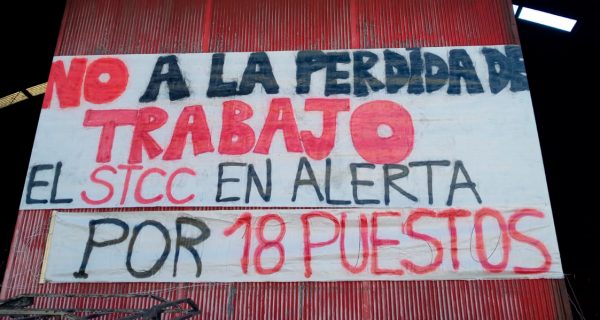 NO A LA PERDIDA DE
TRABAJO
EL STCC EN ALERTA
POR 18 PUESTOS